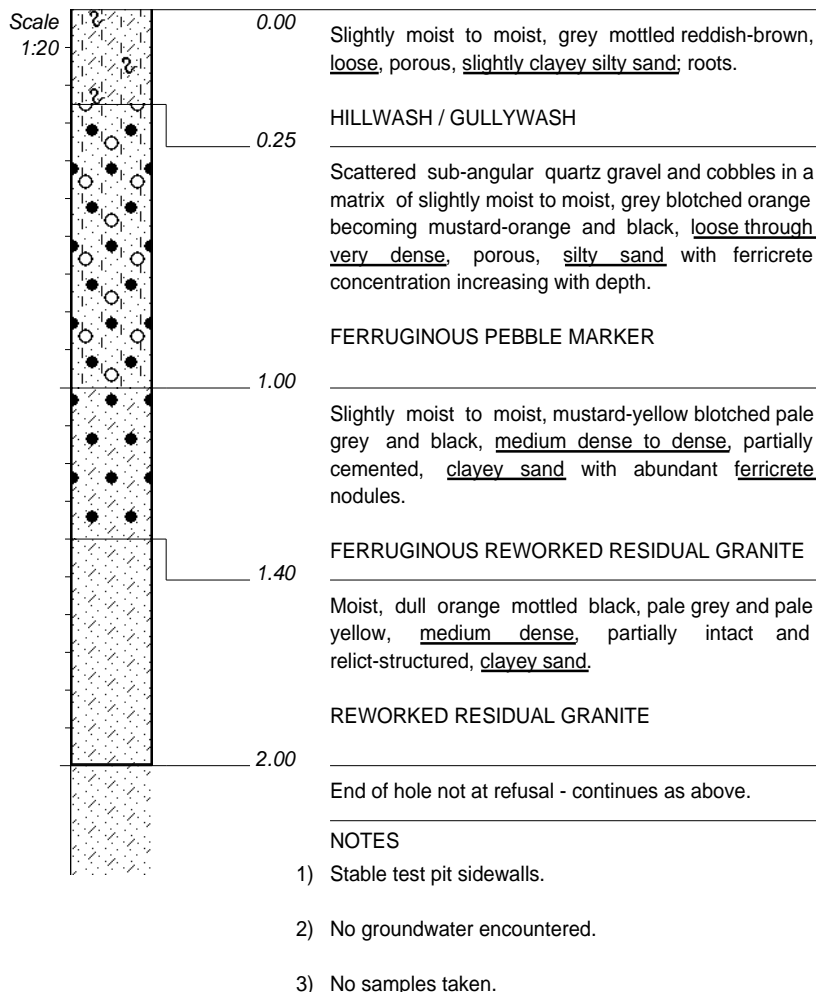 Scale
1:20
0.00
Slightly moist to moist, grey mottled reddish-brown,
loose, porous, slightly clayey silty sand; roots.
HILLWASH / GULLYWASH
0.25
Scattered sub-angular quartz gravel and cobbles in a
matrix of slightly moist to moist, grey blotched orange
becoming mustard-orange and black, loose through
very dense, porous, silty sand with ferricrete
concentration increasing with depth.
FERRUGINOUS PEBBLE MARKER
1.00
Slightly moist to moist, mustard-yellow blotched pale
grey and black, medium dense to dense, partially
cemented, clayey sand with abundant ferricrete
nodules.
FERRUGINOUS REWORKED RESIDUAL GRANITE
1.40
Moist, dull orange mottled black, pale grey and pale
yellow, medium dense, partially intact and
relict-structured, clayey sand.
REWORKED RESIDUAL GRANITE
2.00
End of hole not at refusal - continues as above.
NOTES
1) Stable test pit sidewalls.
2) No groundwater encountered.
3) No samples taken.